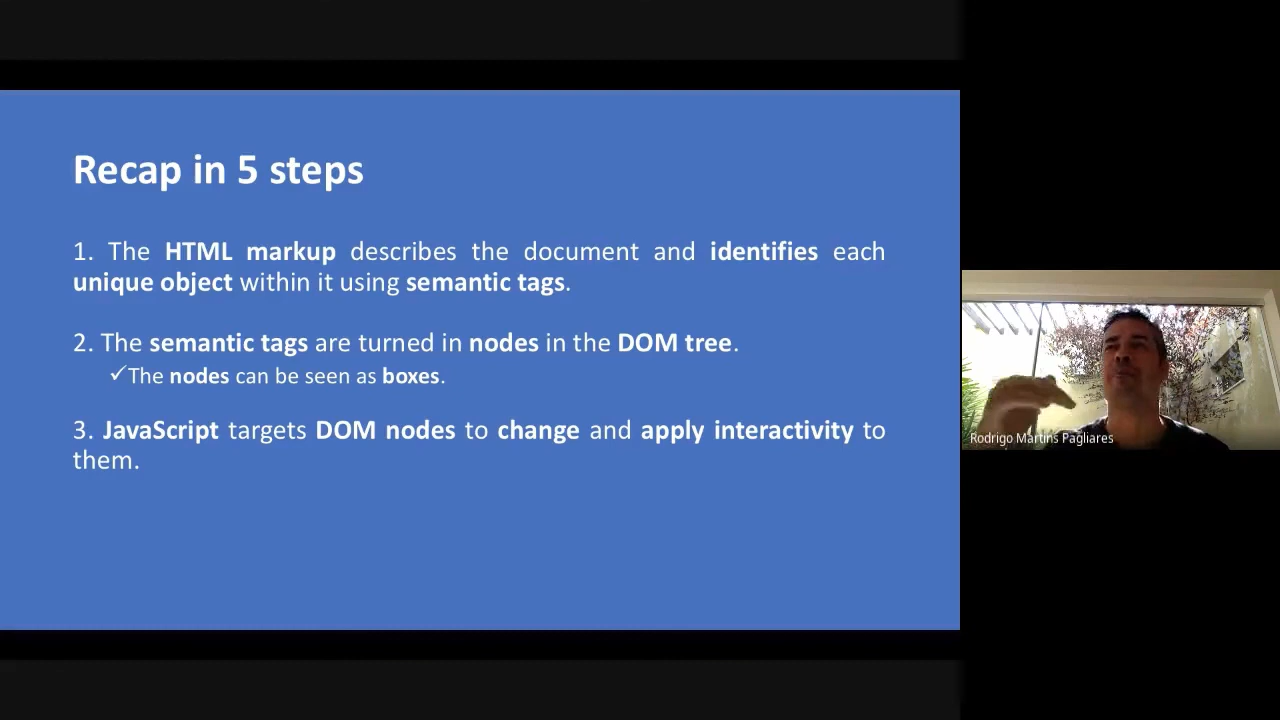 Recap in 5 steps
1. The HTML markup describes the document and identifies each
unique object within it using semantic tags.
2. The semantic tags are turned in nodes in the DOM tree.
✓The nodes can be seen as boxes.
3. JavaScript targets DOM nodes to change and apply interactivity to
them.
Rodrigo Martins Pagliares